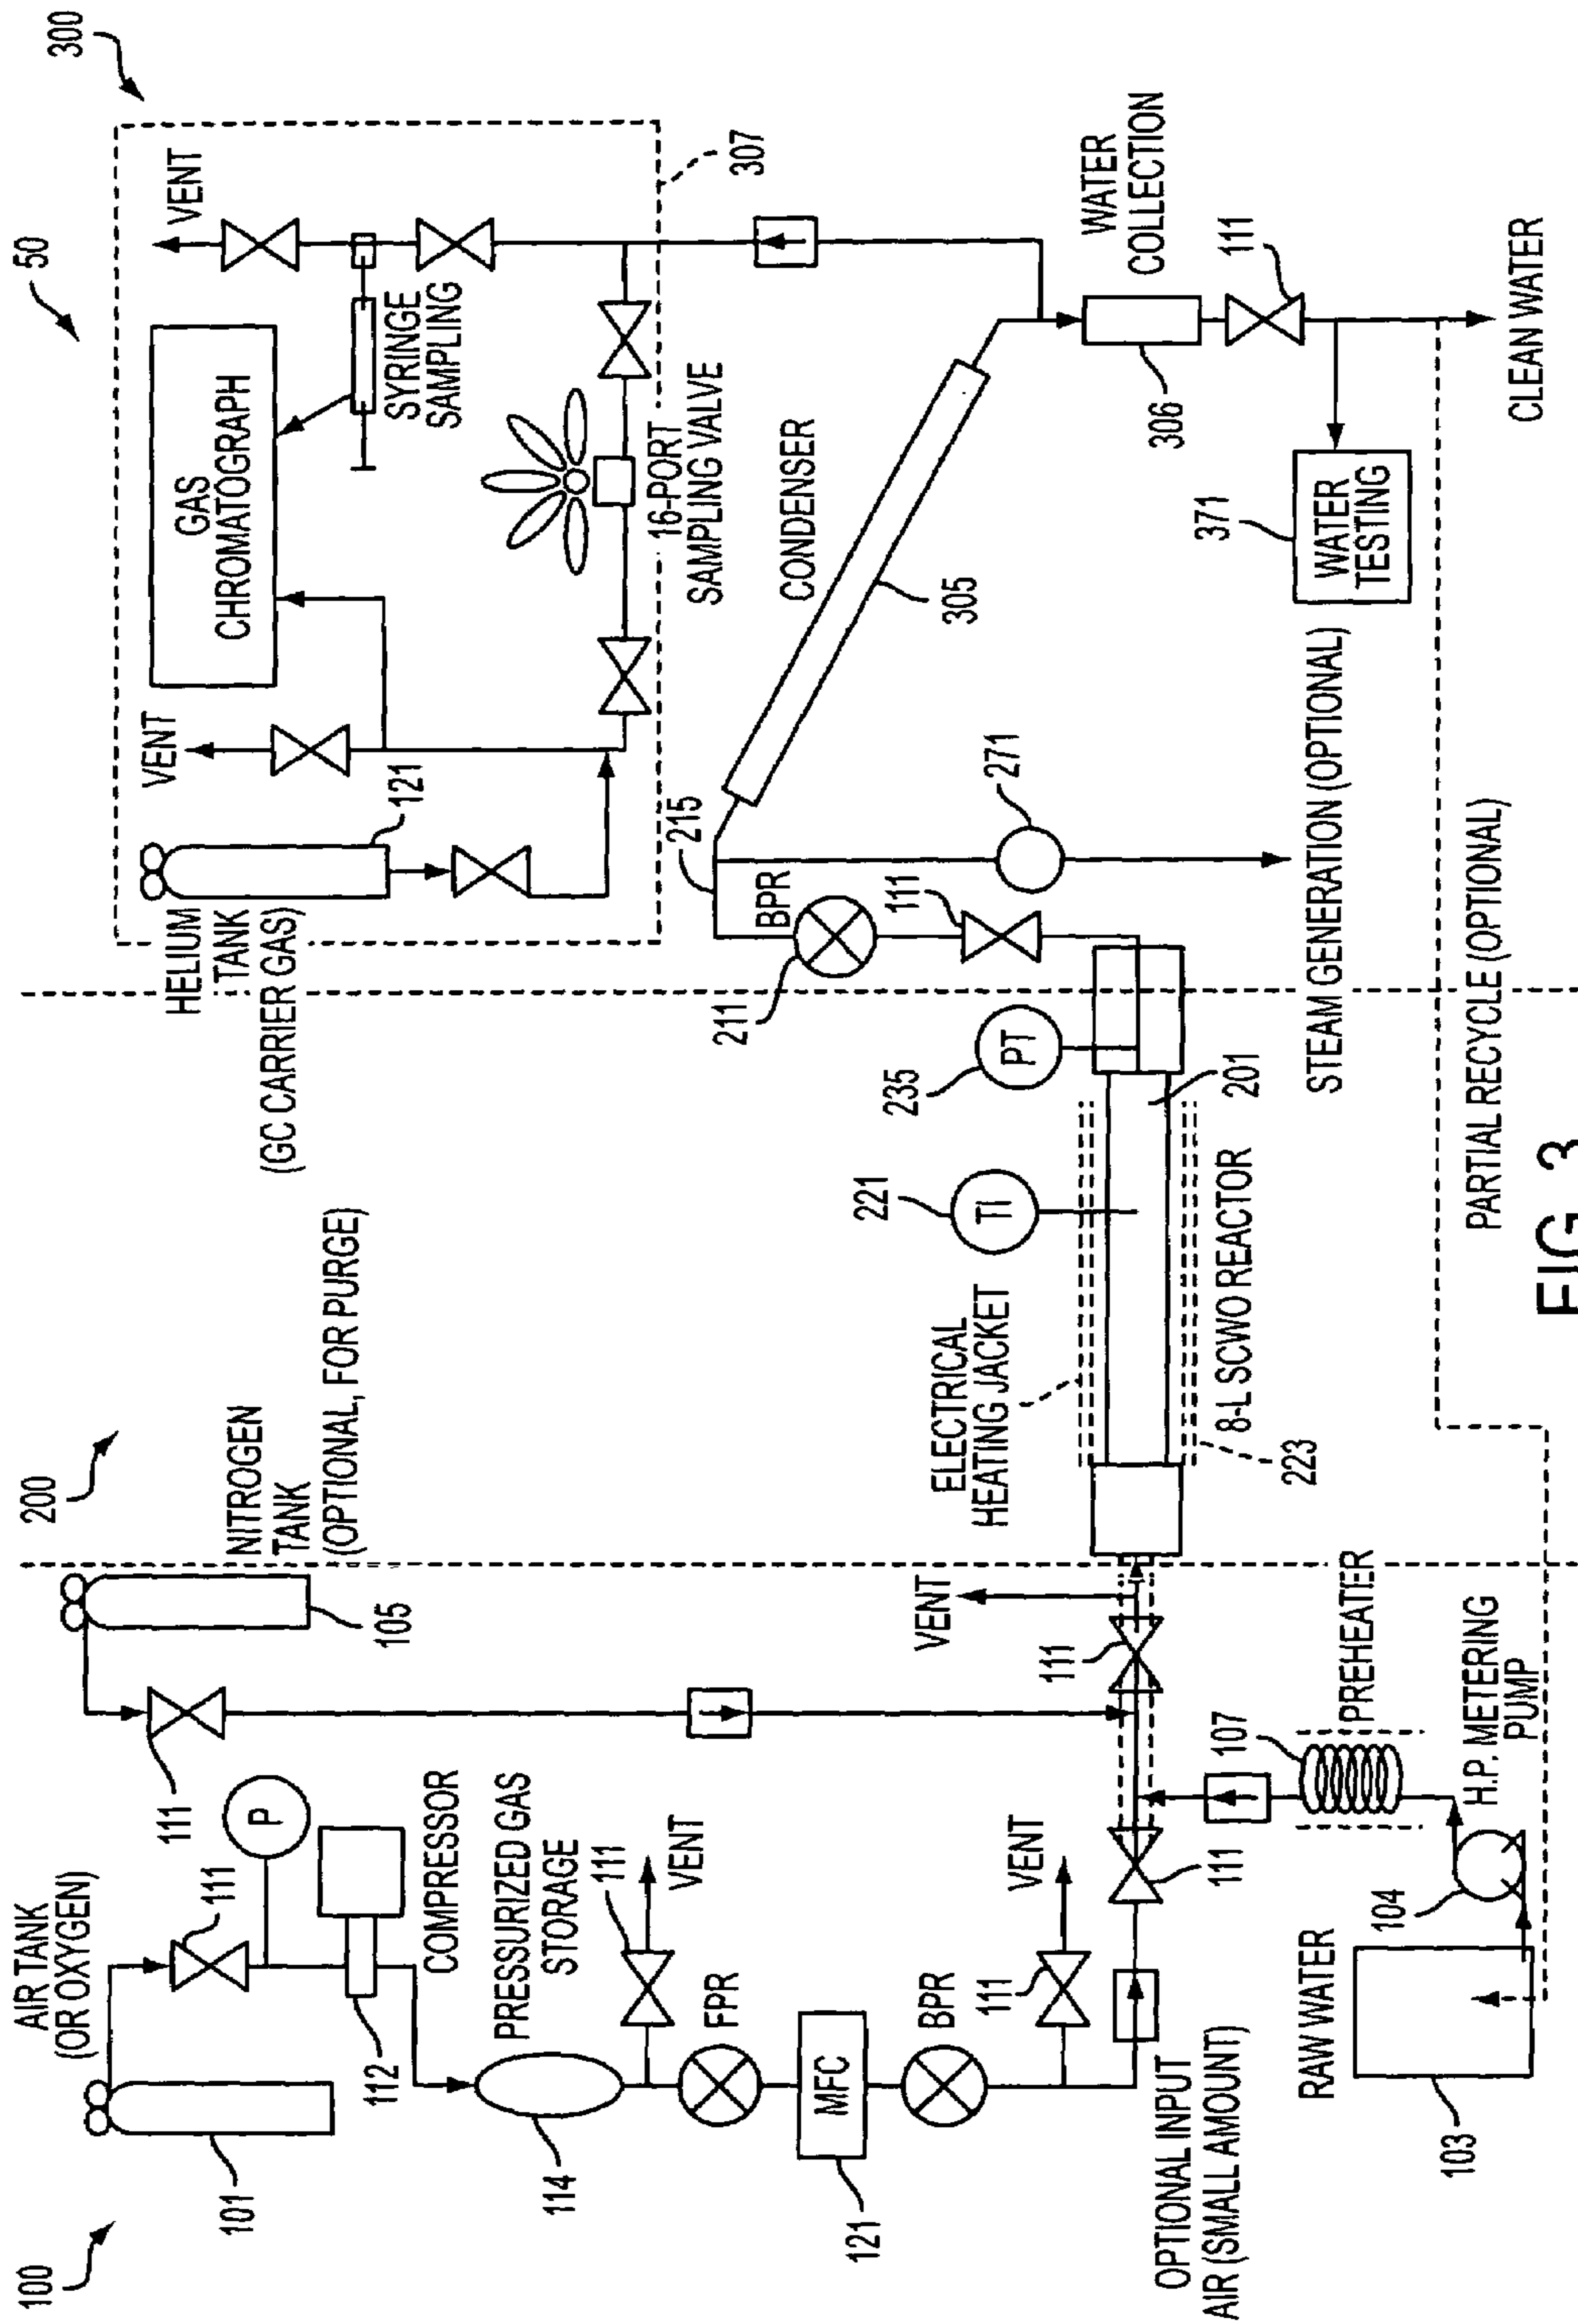 50
300
100
200
AIR TANK
(OR OXYGEN)
101
111
P
112
COMPRESSOR
PRESSURIZED GAS
STORAGE
114
111
VENT
FPR
MFC
121
BPR
111
VENT
OPTIONAL INPUT
AIR (SMALL AMOUNT)
111
RAW WATER
103
104
H.P. METERING
PUMP
107
PREHEATER
NITROGEN
TANK
(OPTIONAL, FOR PURGE)
105
111
111
VENT
ELECTRICAL
HEATING JACKET
221
TI
235
PT
201
8-L SCWO REACTOR
223
HELIUM
TANK
(GC CARRIER GAS)
121
VENT
GAS
CHROMATOGRAPH
SYRINGE
SAMPLING
VENT
307
16-PORT
SAMPLING VALVE
211
BPR
111
215
271
CONDENSER
305
STEAM GENERATION (OPTIONAL)
WATER
COLLECTION
306
111
371
WATER
TESTING
CLEAN WATER
PARTIAL RECYCLE (OPTIONAL)
FIG. 3